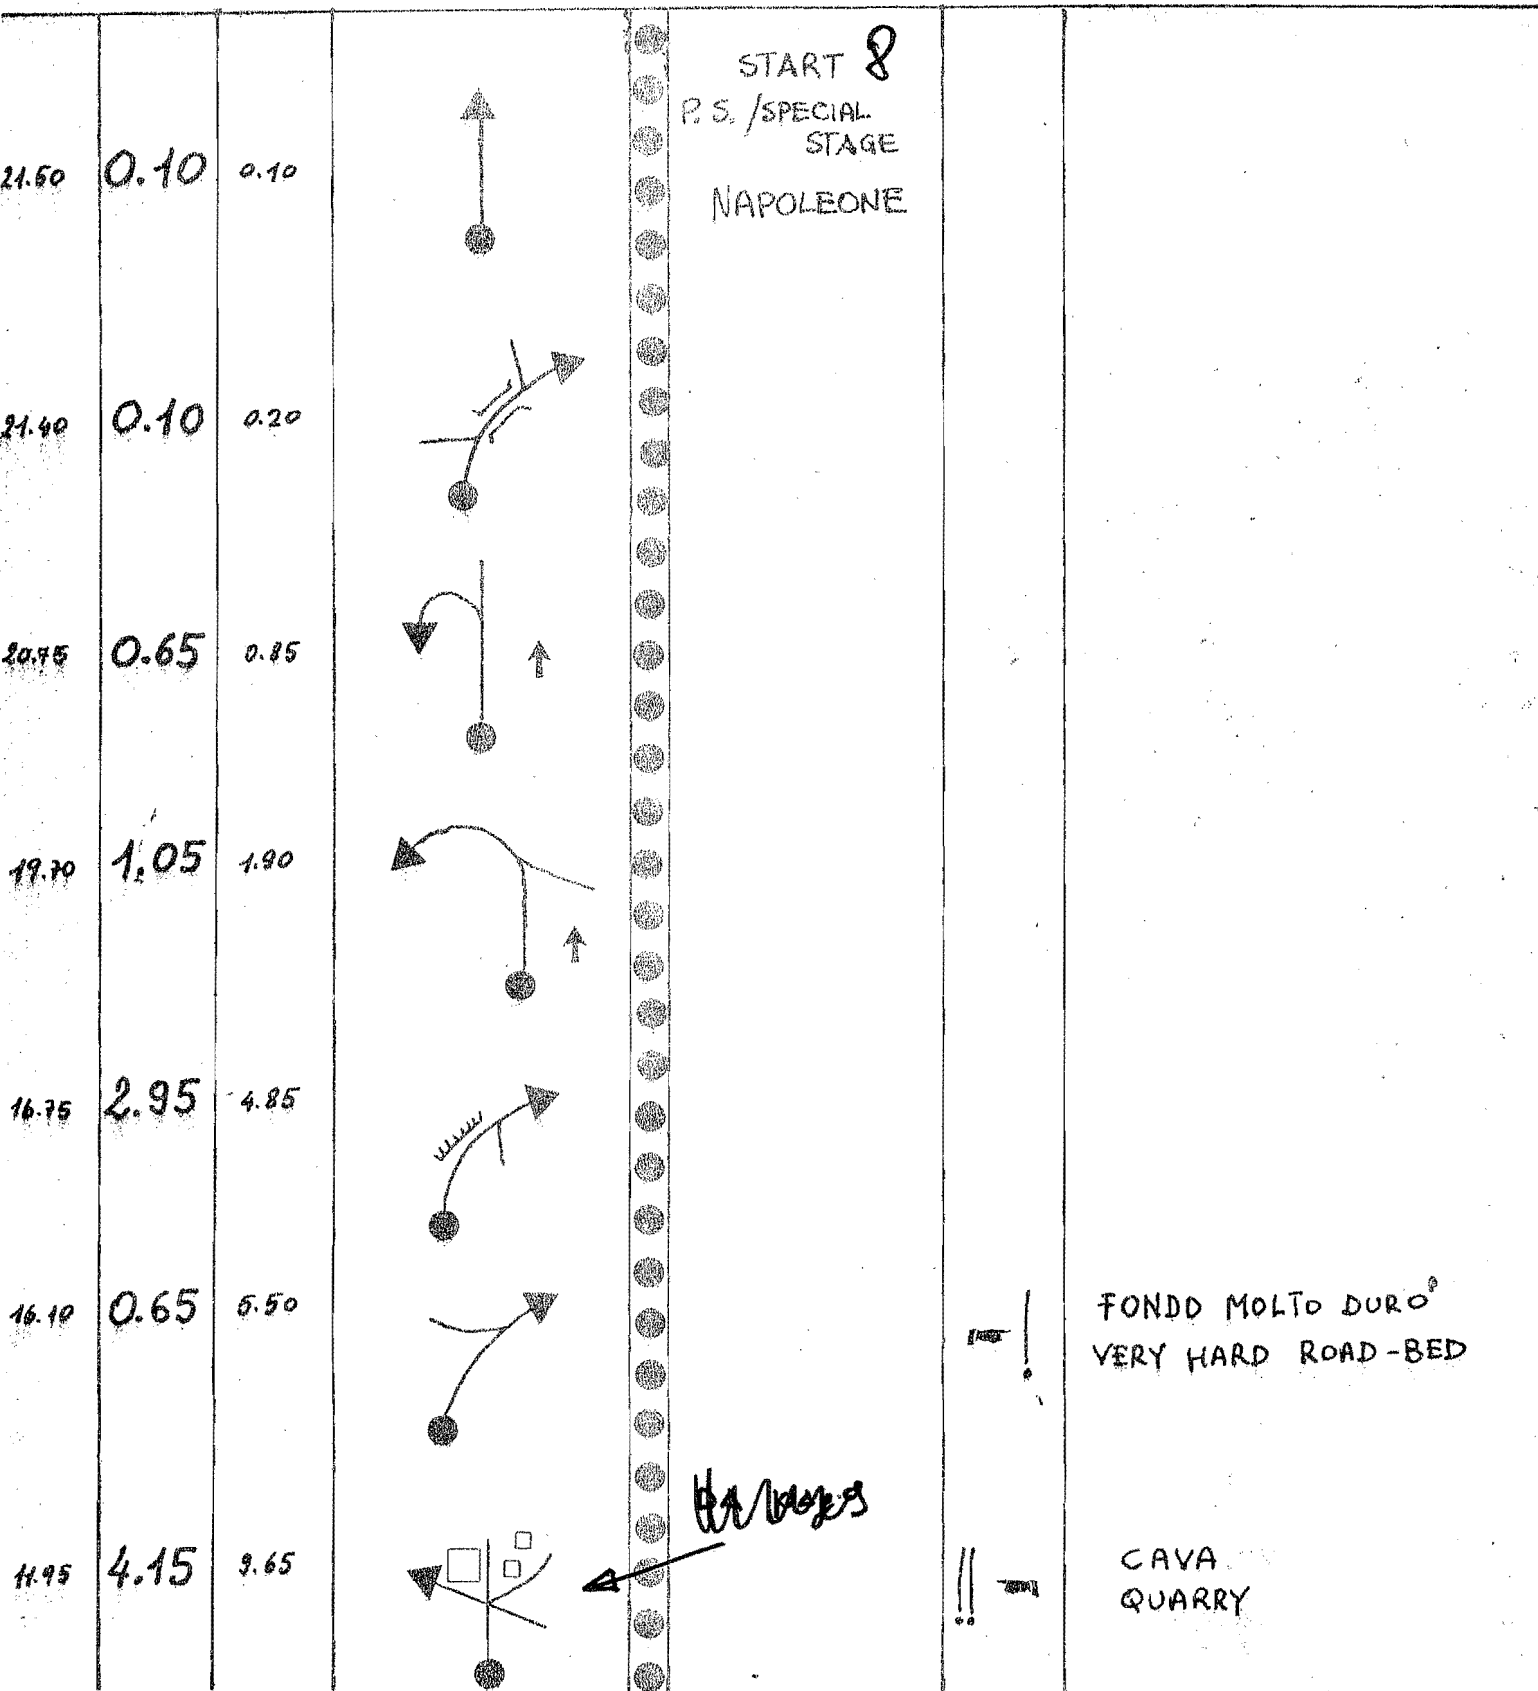 START 8
P.S. / SPECIAL
STAGE
NAPOLEONE
21.50 0.10 0.10
21.40 0.10 0.20
20.75 0.65 0.85
19.70 1.05 1.90
16.75 2.95 4.85
16.10 0.65 5.50
FONDO MOLTO DURO
VERY HARD ROAD-BED
11.95 4.15 9.65
!! CAVA
QUARRY